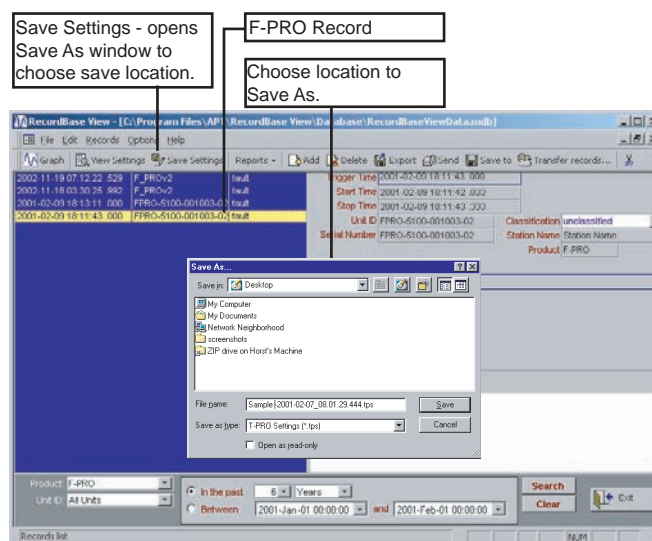 Save Settings - opens
Save As window to
choose save location.
F-PRO Record
Choose location to
Save As.
RecordBase View - [C:\Program Files\APT\RecordBase View\Database\RecordBaseViewData.mdb]
File Edit Records Options Help
Graph View Settings Save Settings Reports Add Delete Export Send Save to Transfer records...
2002-11-19 07.12.22 .529 F_PROv2 fault
2002-11-18 03.30.25 .992 F_PROv2 fault
2001-02-09 18:13:11 .000 FPRO-5100-001003-02 fault
2001-02-09 18:11:43 .000 FPRO-5100-001003-02 fault
Trigger Time 2001-02-09 18:11:43 .000
Start Time 2001-02-09 18:11:42 .833
Stop Time 2001-02-09 18:11:43 .333
Unit ID FPRO-5100-001003-02 Classification unclassified
Serial Number FPRO-5100-001003-02 Station Name Station Name
Product F-PRO
Save As...
Save in: Desktop
My Computer
My Documents
Network Neighborhood
screenshots
ZIP drive on Horst's Machine
File name: Sample-2001-02-07_08.01.29.444.tps Save
Save as type: T-PRO Settings (*.tps) Cancel
Open as read-only
Product F-PRO
Unit ID All Units
In the past 6 Years
Between 2001-Jan-01 00:00:00 and 2001-Feb-01 00:00:00
Search
Clear
Exit
Records list NUM